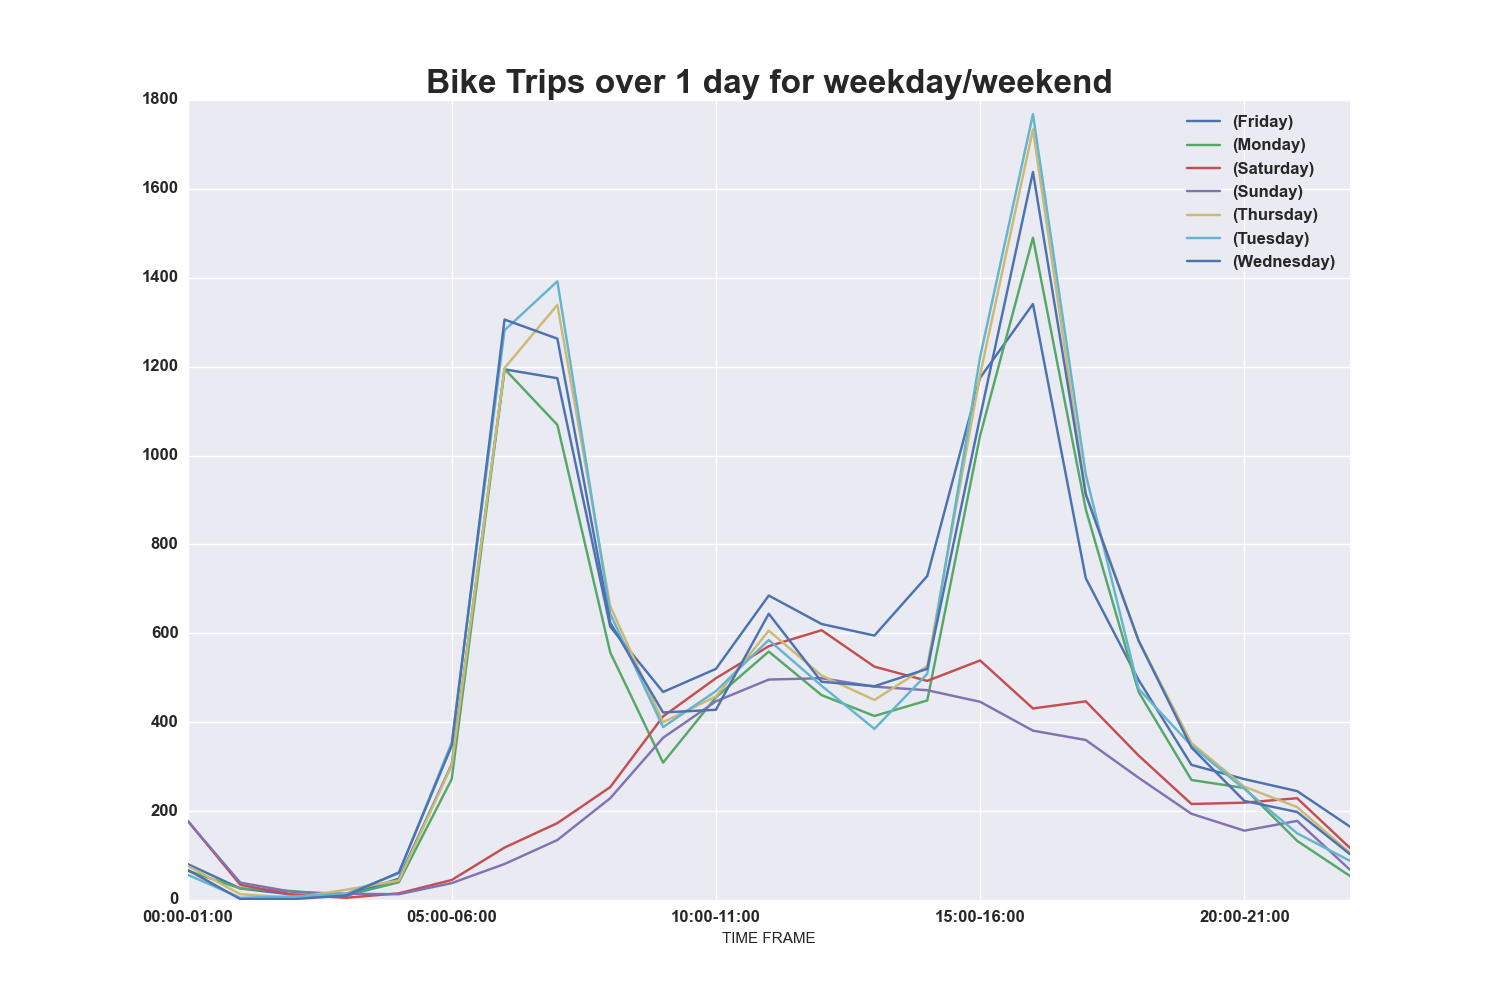 Bike Trips over 1 day for weekday/weekend
1800
1600
1400
1200
1000
800
600
400
200
0
(Friday)
(Monday)
(Saturday)
(Sunday)
(Thursday)
(Tuesday)
(Wednesday)
00:00-01:00 05:00-06:00 10:00-11:00 15:00-16:00 20:00-21:00
TIME FRAME